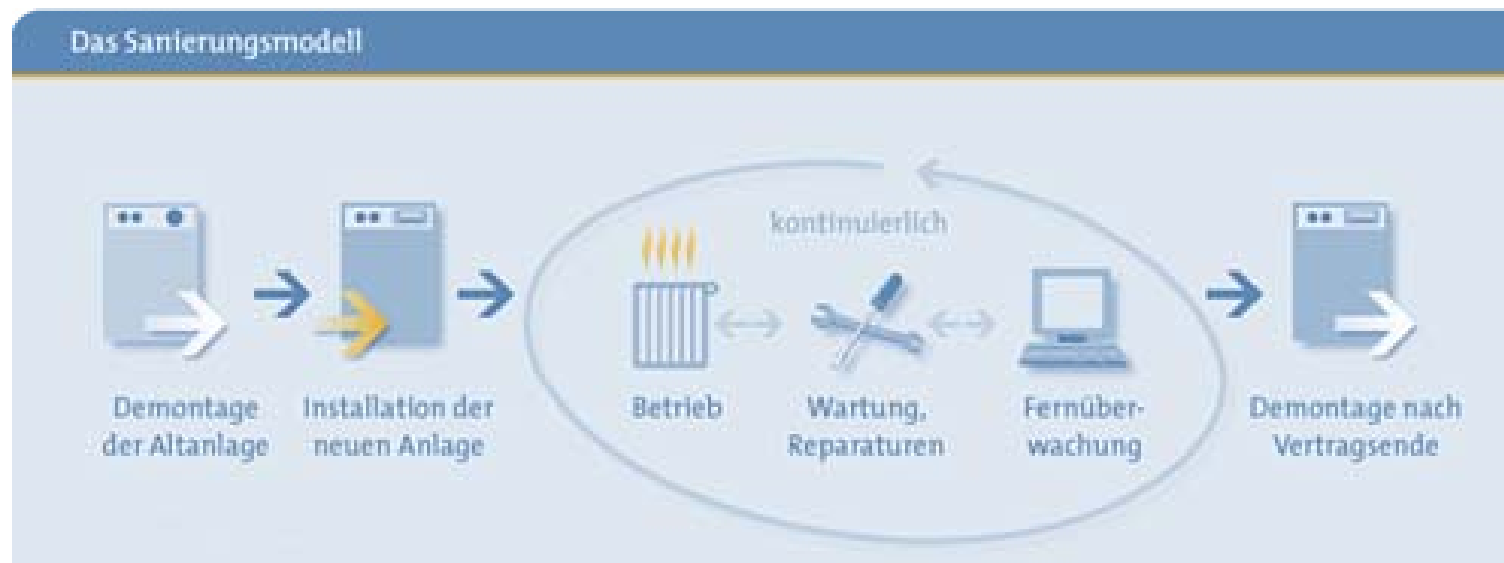 Das Sanierungsmodell
kontinuierlich
Demontage
der Altanlage
Installation der
neuen Anlage
Betrieb
Wartung,
Reparaturen
Fernüber-
wachung
Demontage nach
Vertragsende